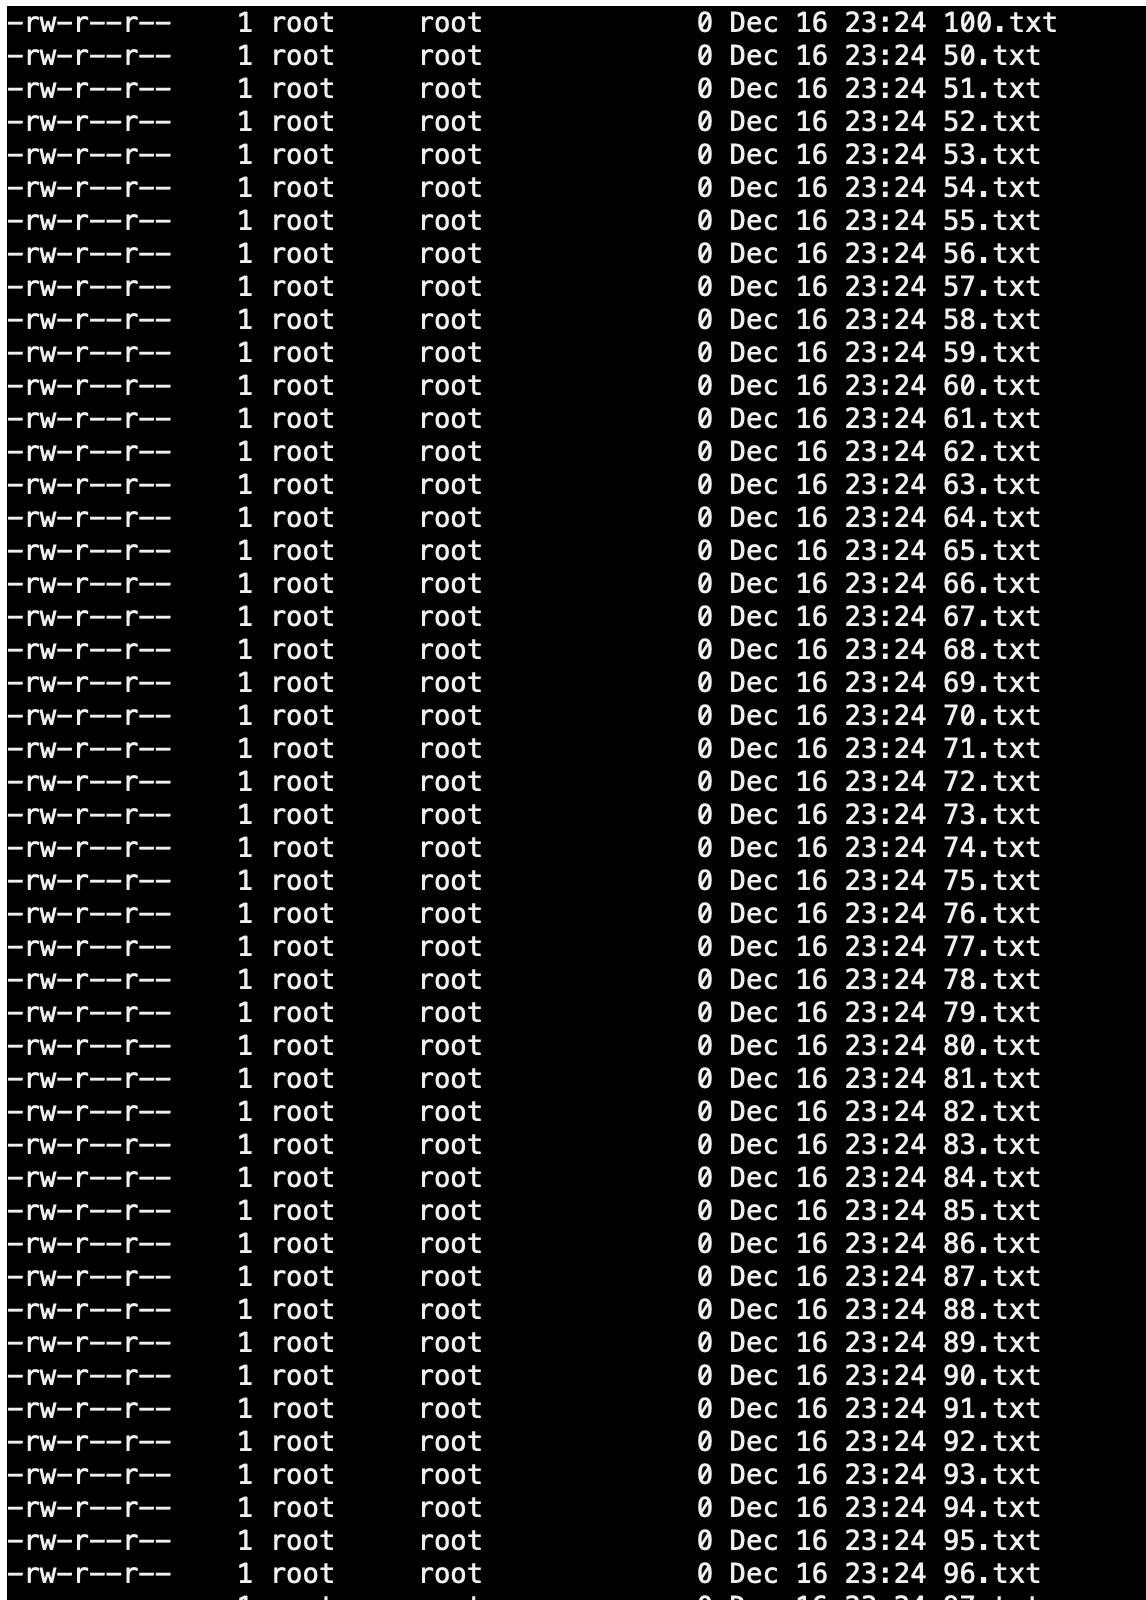 -rw-r--r--    1 root     root             0 Dec 16 23:24 100.txt
-rw-r--r--    1 root     root             0 Dec 16 23:24 50.txt
-rw-r--r--    1 root     root             0 Dec 16 23:24 51.txt
-rw-r--r--    1 root     root             0 Dec 16 23:24 52.txt
-rw-r--r--    1 root     root             0 Dec 16 23:24 53.txt
-rw-r--r--    1 root     root             0 Dec 16 23:24 54.txt
-rw-r--r--    1 root     root             0 Dec 16 23:24 55.txt
-rw-r--r--    1 root     root             0 Dec 16 23:24 56.txt
-rw-r--r--    1 root     root             0 Dec 16 23:24 57.txt
-rw-r--r--    1 root     root             0 Dec 16 23:24 58.txt
-rw-r--r--    1 root     root             0 Dec 16 23:24 59.txt
-rw-r--r--    1 root     root             0 Dec 16 23:24 60.txt
-rw-r--r--    1 root     root             0 Dec 16 23:24 61.txt
-rw-r--r--    1 root     root             0 Dec 16 23:24 62.txt
-rw-r--r--    1 root     root             0 Dec 16 23:24 63.txt
-rw-r--r--    1 root     root             0 Dec 16 23:24 64.txt
-rw-r--r--    1 root     root             0 Dec 16 23:24 65.txt
-rw-r--r--    1 root     root             0 Dec 16 23:24 66.txt
-rw-r--r--    1 root     root             0 Dec 16 23:24 67.txt
-rw-r--r--    1 root     root             0 Dec 16 23:24 68.txt
-rw-r--r--    1 root     root             0 Dec 16 23:24 69.txt
-rw-r--r--    1 root     root             0 Dec 16 23:24 70.txt
-rw-r--r--    1 root     root             0 Dec 16 23:24 71.txt
-rw-r--r--    1 root     root             0 Dec 16 23:24 72.txt
-rw-r--r--    1 root     root             0 Dec 16 23:24 73.txt
-rw-r--r--    1 root     root             0 Dec 16 23:24 74.txt
-rw-r--r--    1 root     root             0 Dec 16 23:24 75.txt
-rw-r--r--    1 root     root             0 Dec 16 23:24 76.txt
-rw-r--r--    1 root     root             0 Dec 16 23:24 77.txt
-rw-r--r--    1 root     root             0 Dec 16 23:24 78.txt
-rw-r--r--    1 root     root             0 Dec 16 23:24 79.txt
-rw-r--r--    1 root     root             0 Dec 16 23:24 80.txt
-rw-r--r--    1 root     root             0 Dec 16 23:24 81.txt
-rw-r--r--    1 root     root             0 Dec 16 23:24 82.txt
-rw-r--r--    1 root     root             0 Dec 16 23:24 83.txt
-rw-r--r--    1 root     root             0 Dec 16 23:24 84.txt
-rw-r--r--    1 root     root             0 Dec 16 23:24 85.txt
-rw-r--r--    1 root     root             0 Dec 16 23:24 86.txt
-rw-r--r--    1 root     root             0 Dec 16 23:24 87.txt
-rw-r--r--    1 root     root             0 Dec 16 23:24 88.txt
-rw-r--r--    1 root     root             0 Dec 16 23:24 89.txt
-rw-r--r--    1 root     root             0 Dec 16 23:24 90.txt
-rw-r--r--    1 root     root             0 Dec 16 23:24 91.txt
-rw-r--r--    1 root     root             0 Dec 16 23:24 92.txt
-rw-r--r--    1 root     root             0 Dec 16 23:24 93.txt
-rw-r--r--    1 root     root             0 Dec 16 23:24 94.txt
-rw-r--r--    1 root     root             0 Dec 16 23:24 95.txt
-rw-r--r--    1 root     root             0 Dec 16 23:24 96.txt